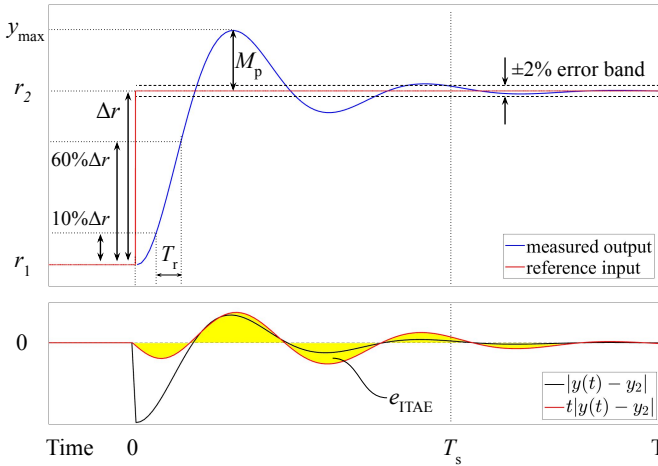 y_max
M_p
±2% error band
r_2
Δr
60%Δr
10%Δr
T_r
r_1
measured output
reference input
0
e_ITAE
|y(t) − y_2|
t|y(t) − y_2|
Time 0 T_s T